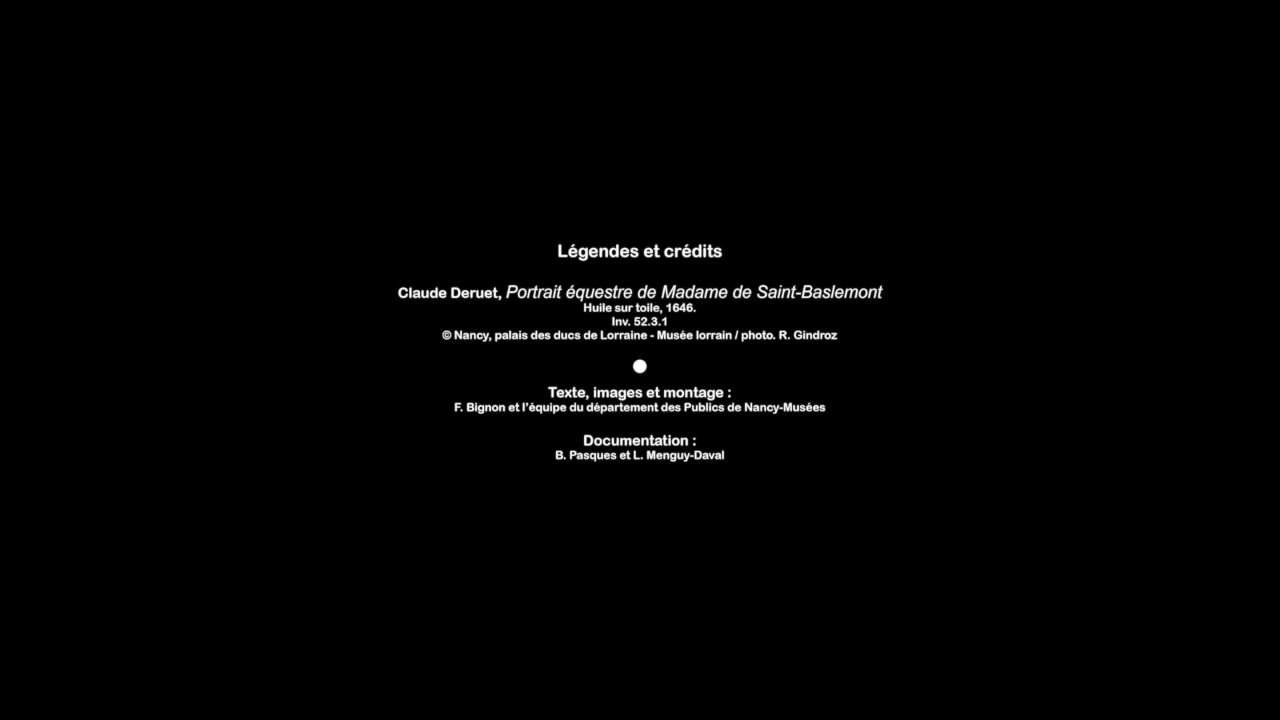 Légendes et crédits
Claude Deruet, Portrait équestre de Madame de Saint-Baslemont
Huile sur toile, 1646.
Inv. 52.3.1
© Nancy, palais des ducs de Lorraine - Musée lorrain / photo. R. Gindroz
Texte, images et montage :
F. Bignon et l’équipe du département des Publics de Nancy-Musées
Documentation :
B. Pasques et L. Menguy-Daval